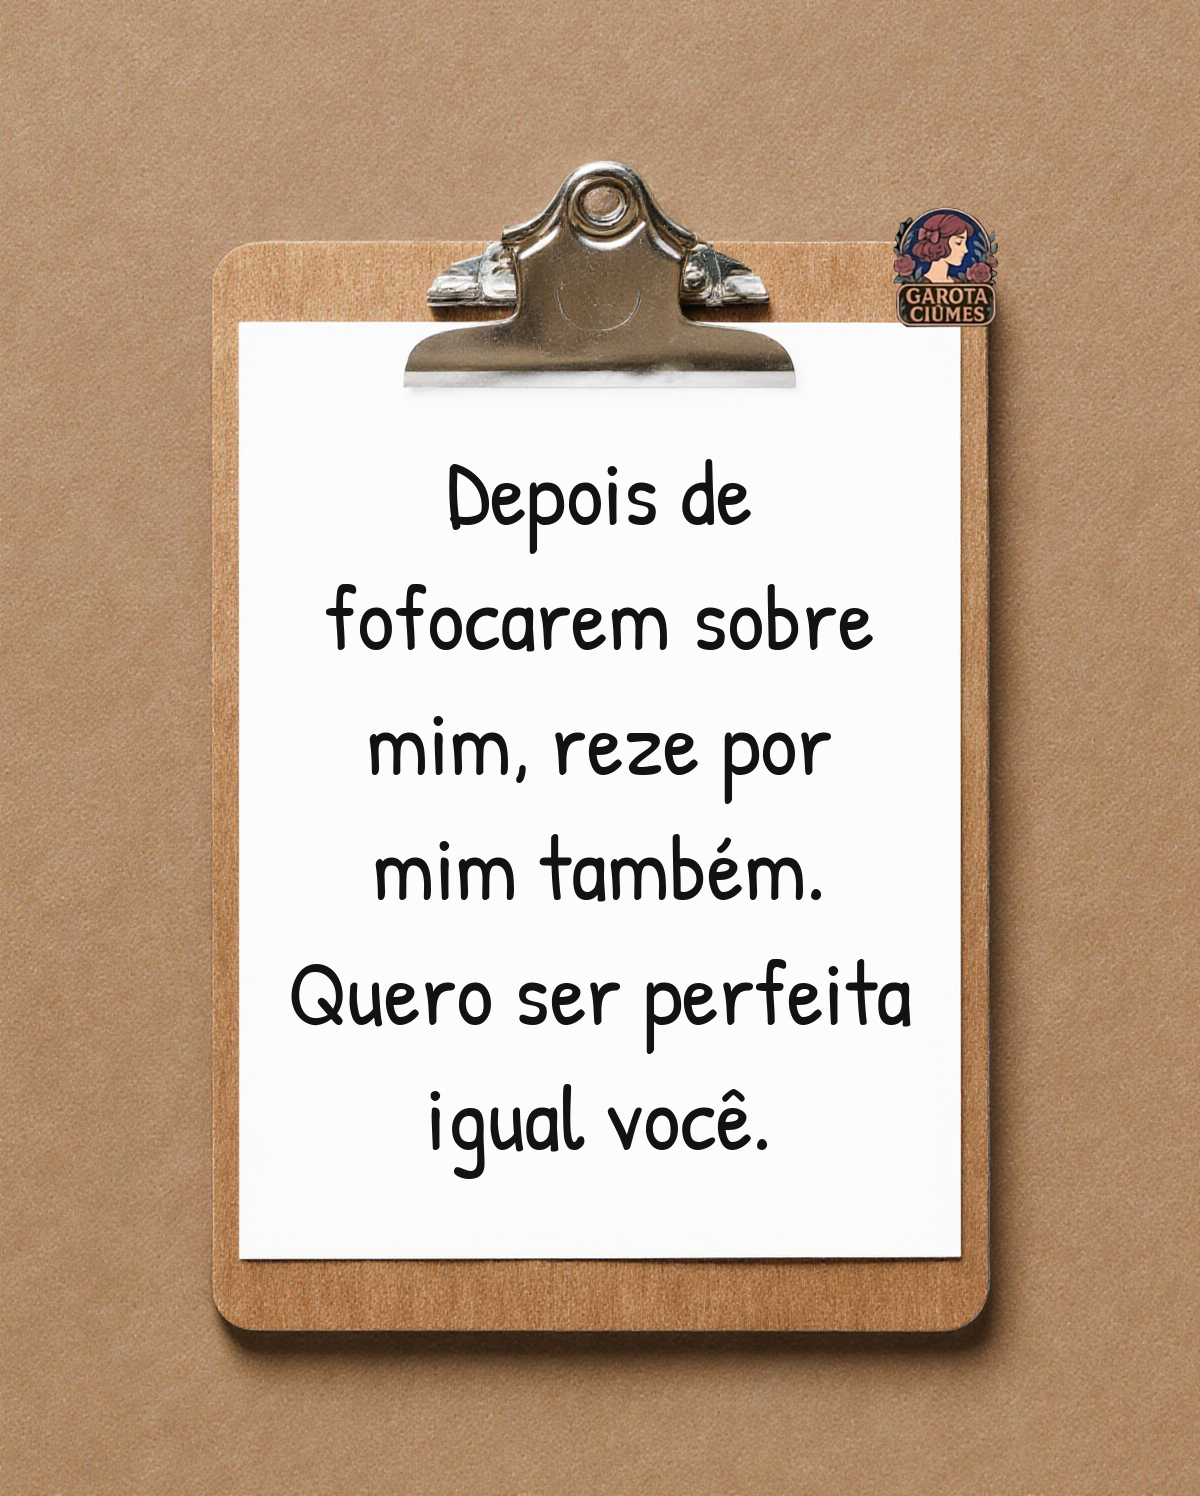 GAROTA
CIÚMES
Depois de
fofocarem sobre
mim, reze por
mim também.
Quero ser perfeita
igual você.